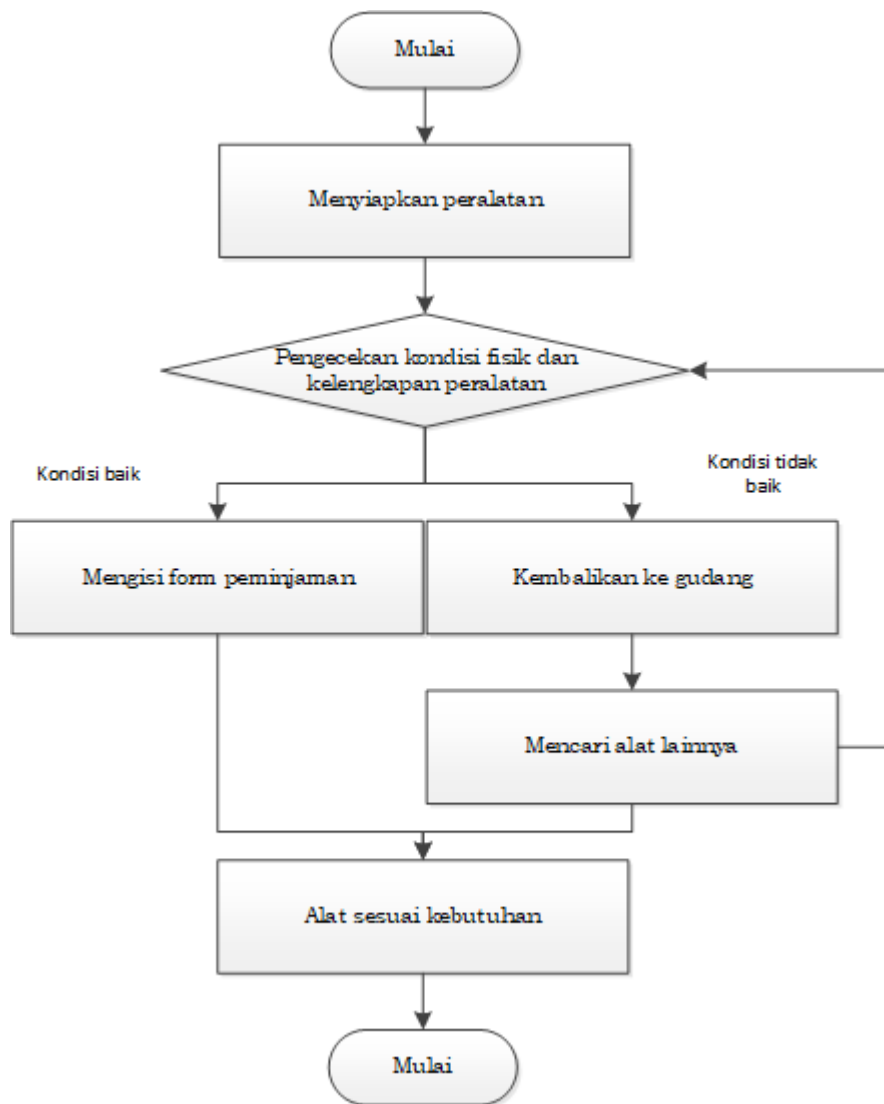 Mulai
Menyiapkan peralatan
Pengecekan kondisi fisik dan
kelengkapan peralatan
Kondisi baik
Kondisi tidak
baik
Mengisi form peminjaman
Kembalikan ke gudang
Mencari alat lainnya
Alat sesuai kebutuhan
Mulai